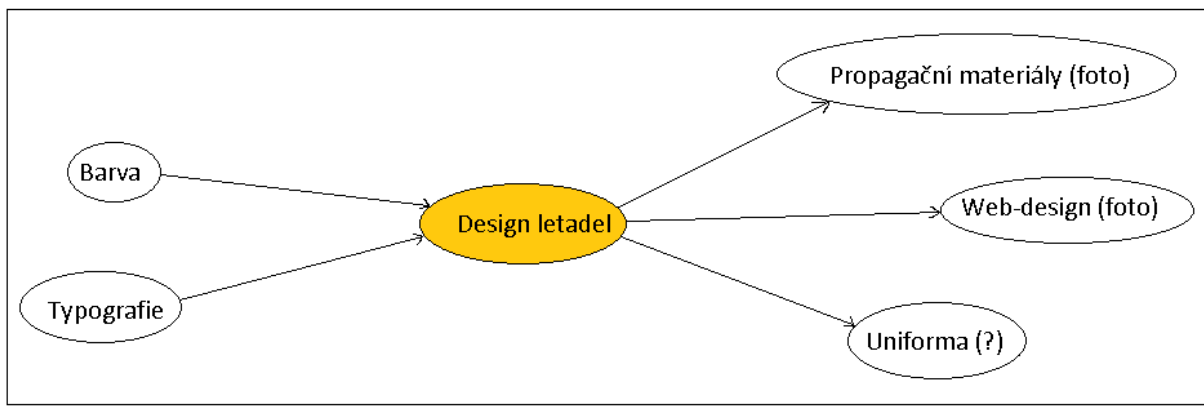 Propagační materiály (foto)
Barva
Web-design (foto)
Design letadel
Typografie
Uniforma (?)